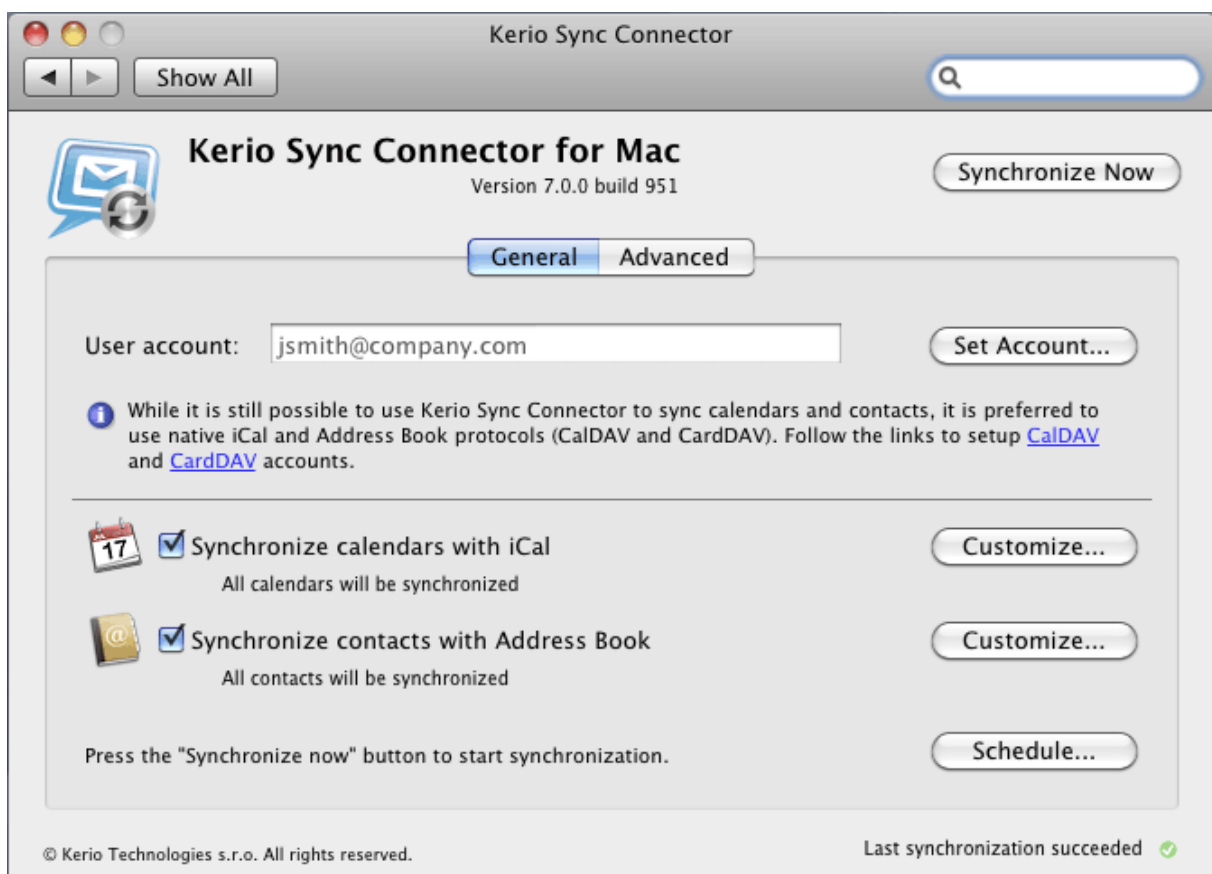 Kerio Sync Connector
Show All
Kerio Sync Connector for Mac
Version 7.0.0 build 951
Synchronize Now
General Advanced
User account: jsmith@company.com Set Account...
While it is still possible to use Kerio Sync Connector to sync calendars and contacts, it is preferred to
use native iCal and Address Book protocols (CalDAV and CardDAV). Follow the links to setup CalDAV
and CardDAV accounts.
17
Synchronize calendars with iCal Customize...
All calendars will be synchronized
@
Synchronize contacts with Address Book Customize...
All contacts will be synchronized
Press the "Synchronize now" button to start synchronization. Schedule...
© Kerio Technologies s.r.o. All rights reserved. Last synchronization succeeded